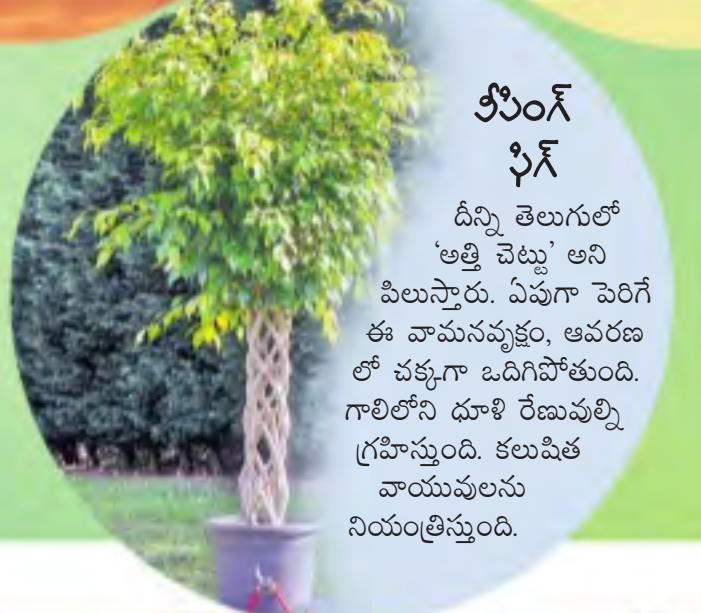 వీపింగ్
ఫిగ్
దీన్ని తెలుగులో
‘అత్తి చెట్టు’ అని
పిలుస్తారు. ఏపుగా పెరిగే
ఈ వామనవృక్షం, ఆవరణ
లో చక్కగా ఒదిగిపోతుంది.
గాలిలోని ధూళి రేణువుల్ని
గ్రహిస్తుంది. కలుషిత
వాయువులను
నియంత్రిస్తుంది.